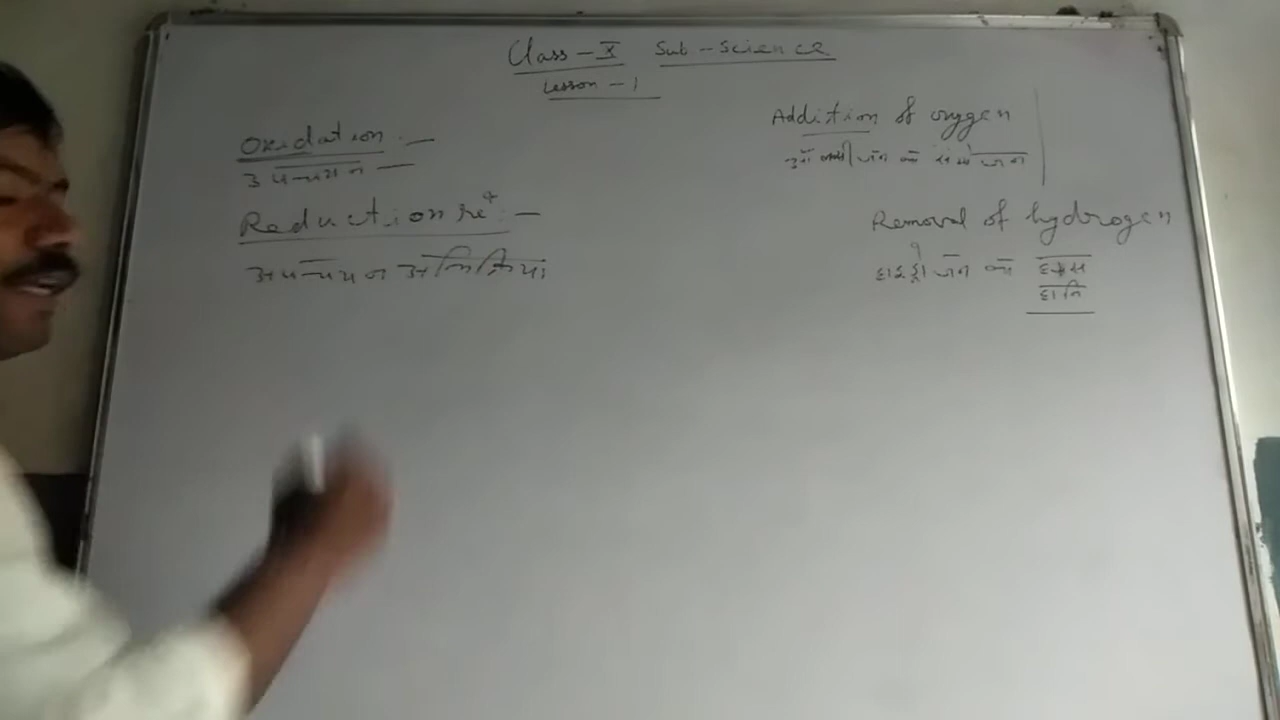 Class - X Sub - Science
Lesson - 1
Oxidation : -
उपचयन -
Reduction re⁺ : -
अपचयन अभिक्रिया
Addition of oxygen
ऑक्सीजन का संयोजन
Removal of hydrogen
हाइड्रोजन का
हानि